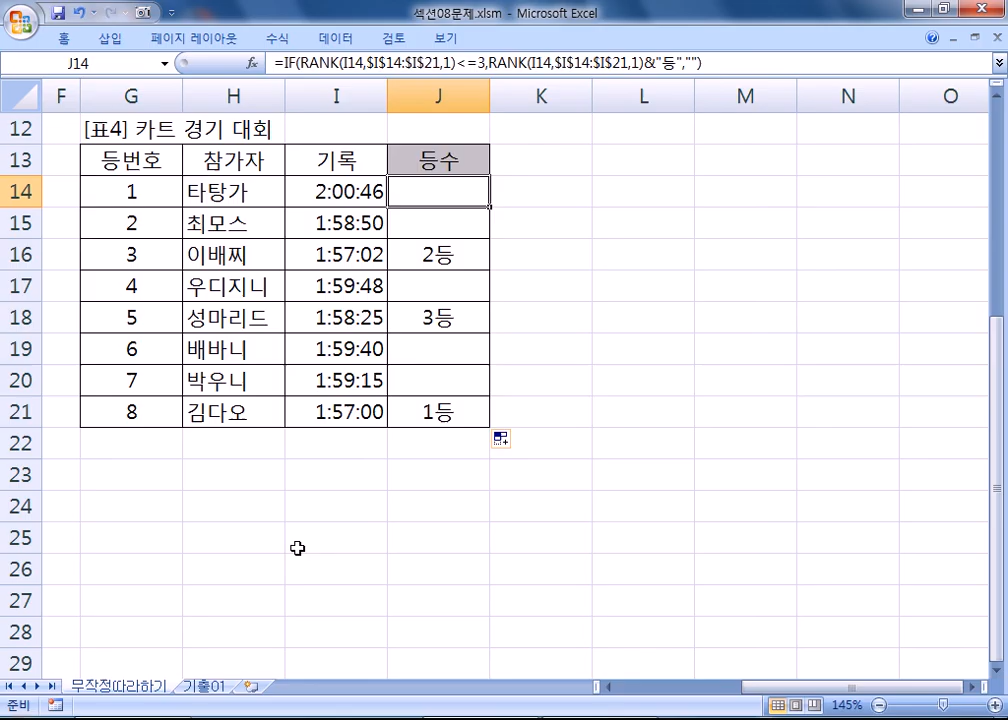 섹션08문제.xlsm - Microsoft Excel
홈 삽입 페이지 레이아웃 수식 데이터 검토 보기
J14 fx =IF(RANK(I14,$I$14:$I$21,1)<=3,RANK(I14,$I$14:$I$21,1)&"등","")
F G H I J K L M N O
12 [표4] 카트 경기 대회
13 등번호 참가자 기록 등수
14 1 타탕가 2:00:46
15 2 최모스 1:58:50
16 3 이배찌 1:57:02 2등
17 4 우디지니 1:59:48
18 5 성마리드 1:58:25 3등
19 6 배바니 1:59:40
20 7 박우니 1:59:15
21 8 김다오 1:57:00 1등
22
23
24
25
26
27
28
29
무작정따라하기 기출01
준비 145%